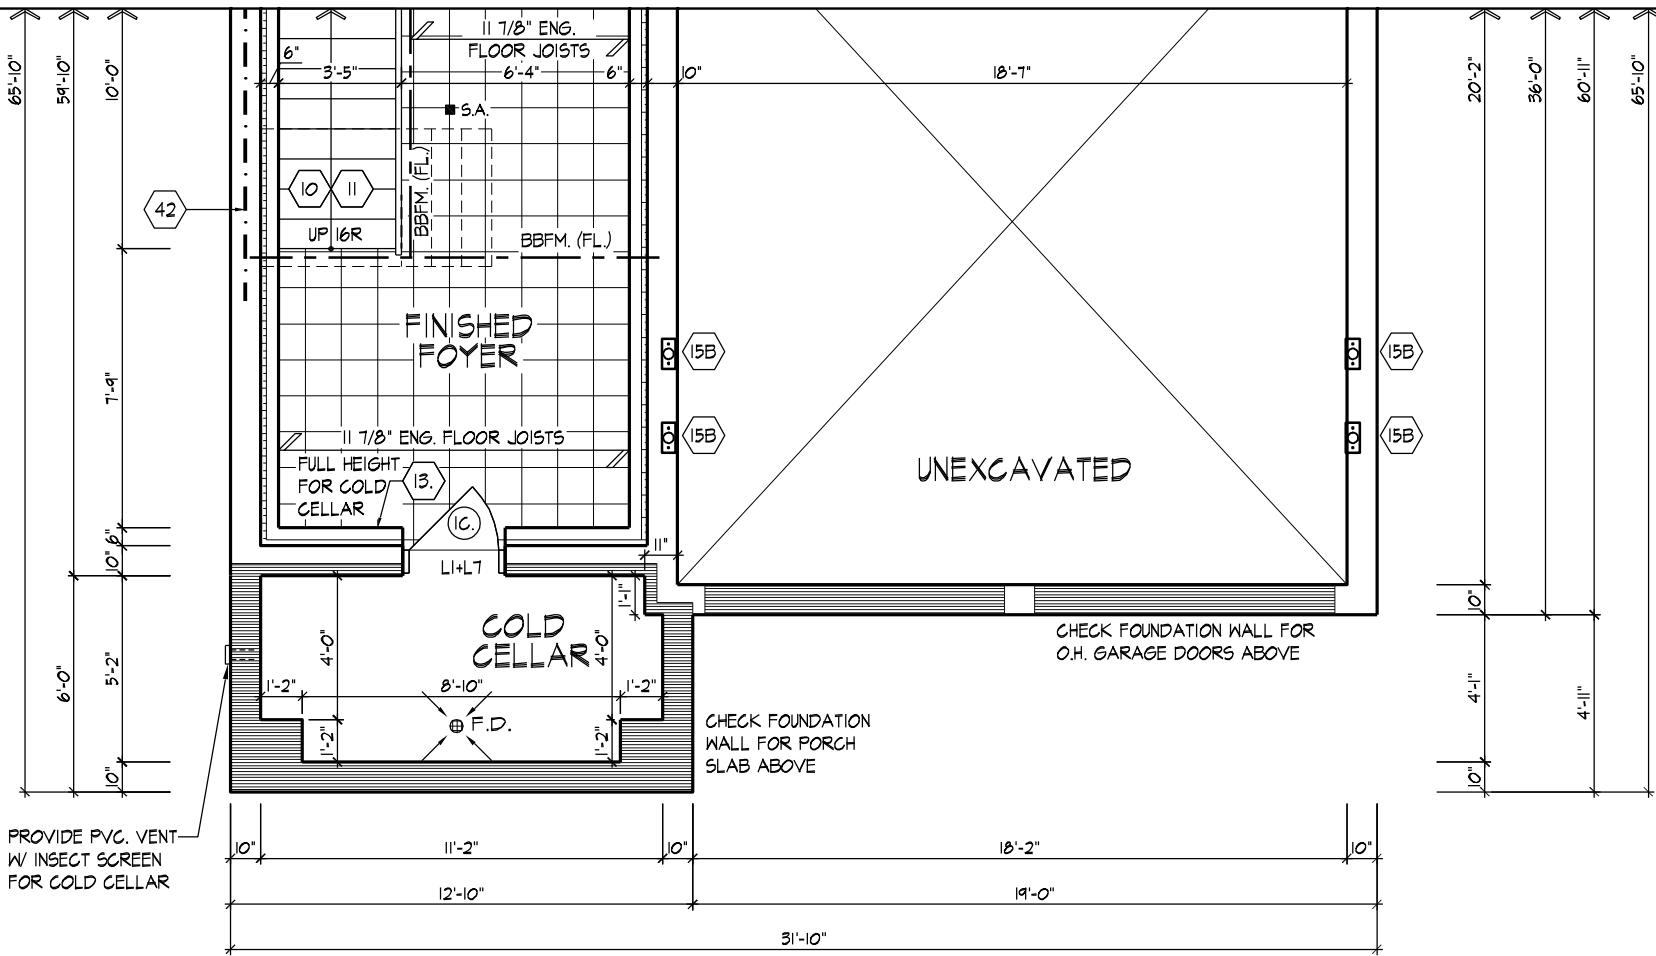 11 7/8" ENG.
FLOOR JOISTS
6"
3'-5"
6'-4"
6"
10"
18'-7"
65'-10"
59'-10"
10'-0"
20'-2"
36'-0"
60'-11"
65'-10"
S.A.
BBFM. (FL.)
10
11
42
UP 16R
BBFM. (FL.)
FINISHED
FOYER
15B
15B
7'-9"
11 7/8" ENG. FLOOR JOISTS
15B
15B
FULL HEIGHT
FOR COLD
CELLAR
13.
UNEXCAVATED
1C.
6"
10"
11"
L1+L7
1'-1"
10"
COLD
CELLAR
4'-0"
4'-0"
CHECK FOUNDATION WALL FOR
O.H. GARAGE DOORS ABOVE
6'-0"
5'-2"
1'-2"
8'-10"
1'-2"
4'-1"
4'-11"
F.D.
1'-2"
1'-2"
CHECK FOUNDATION
WALL FOR PORCH
SLAB ABOVE
10"
10"
PROVIDE PVC. VENT
W/ INSECT SCREEN
FOR COLD CELLAR
10"
11'-2"
10"
18'-2"
10"
12'-10"
19'-0"
31'-10"